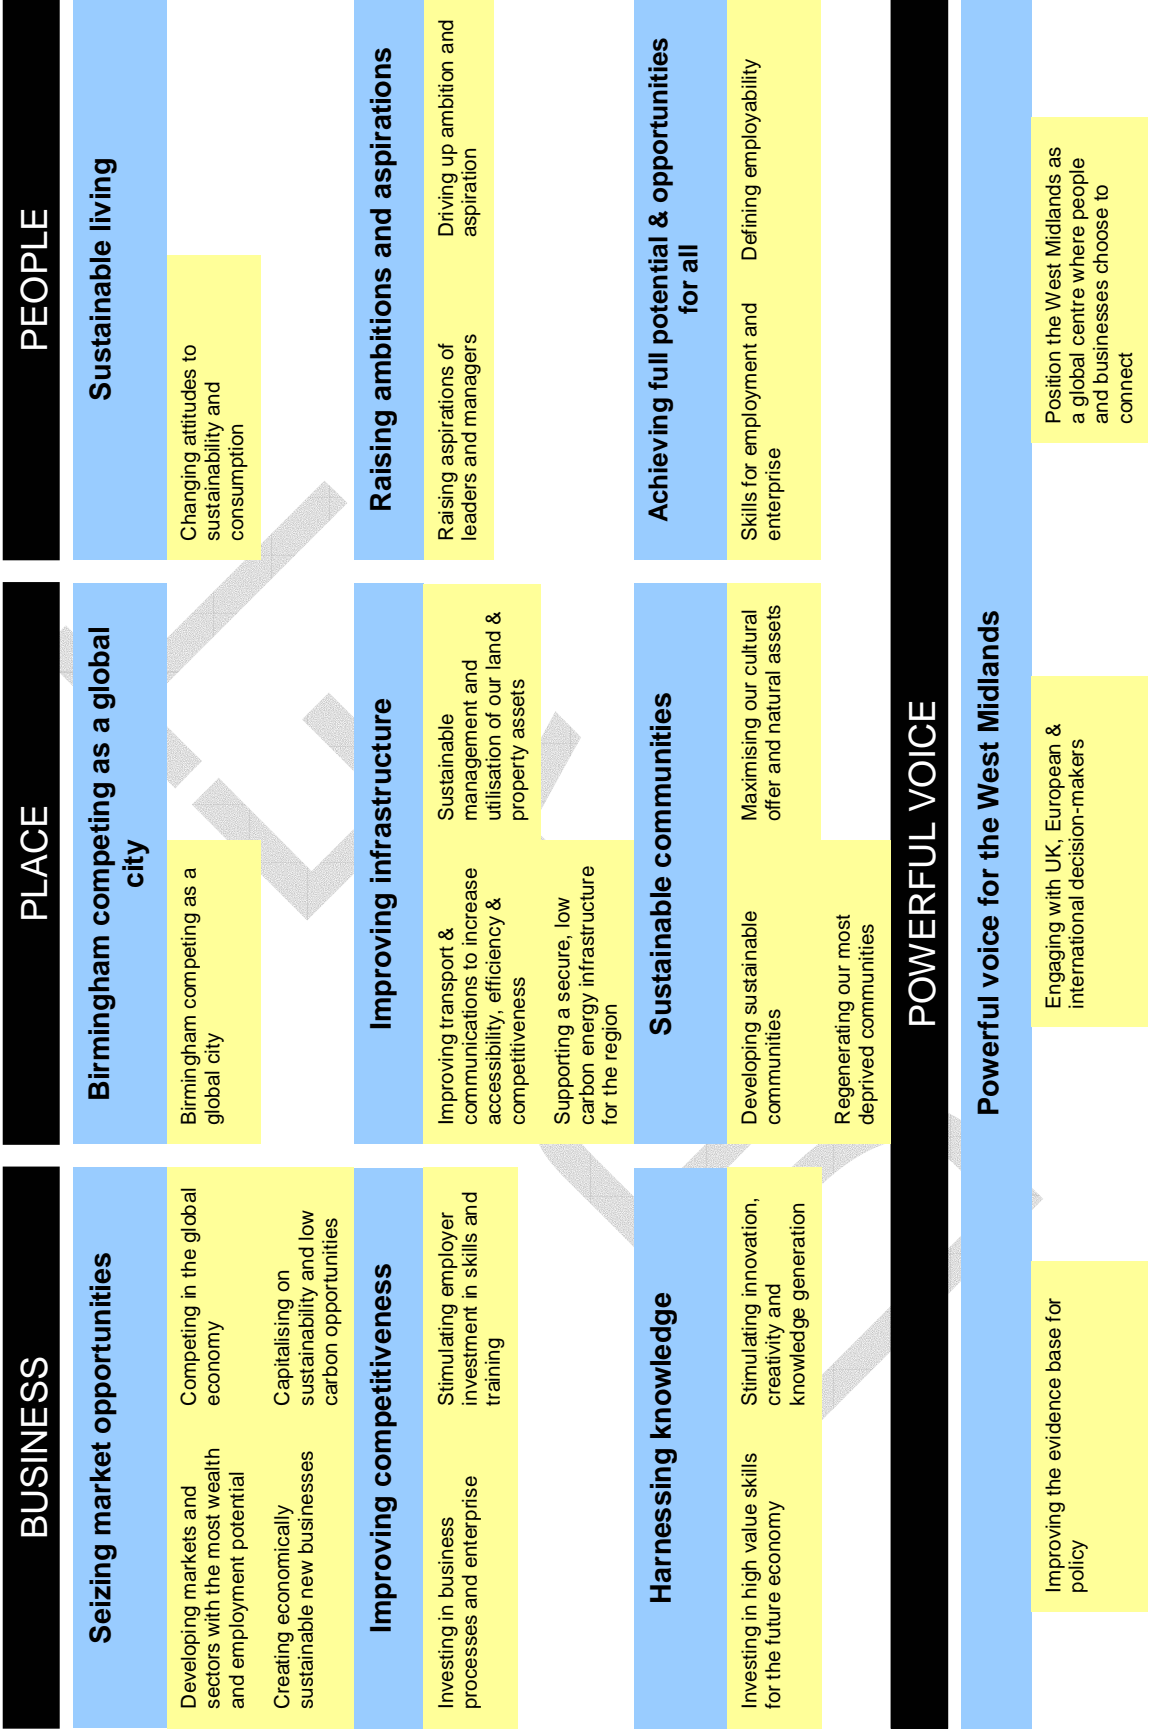 BUSINESS
Seizing market opportunities
Developing markets and
sectors with the most wealth
and employment potential
Competing in the global
economy
Creating economically
sustainable new businesses
Capitalising on
sustainability and low
carbon opportunities
Improving competitiveness
Investing in business
processes and enterprise
Stimulating employer
investment in skills and
training
Harnessing knowledge
Investing in high value skills
for the future economy
Stimulating innovation,
creativity and
knowledge generation
PLACE
Birmingham competing as a global
city
Birmingham competing as a
global city
Improving infrastructure
Improving transport &
communications to increase
accessibility, efficiency &
competitiveness
Sustainable
management and
utilisation of our land &
property assets
Supporting a secure, low
carbon energy infrastructure
for the region
Sustainable communities
Developing sustainable
communities
Maximising our cultural
offer and natural assets
Regenerating our most
deprived communities
PEOPLE
Sustainable living
Changing attitudes to
sustainability and
consumption
Raising ambitions and aspirations
Raising aspirations of
leaders and managers
Driving up ambition and
aspiration
Achieving full potential & opportunities
for all
Skills for employment and
enterprise
Defining employability
POWERFUL VOICE
Powerful voice for the West Midlands
Improving the evidence base for
policy
Engaging with UK, European &
international decision-makers
Position the West Midlands as
a global centre where people
and businesses choose to
connect